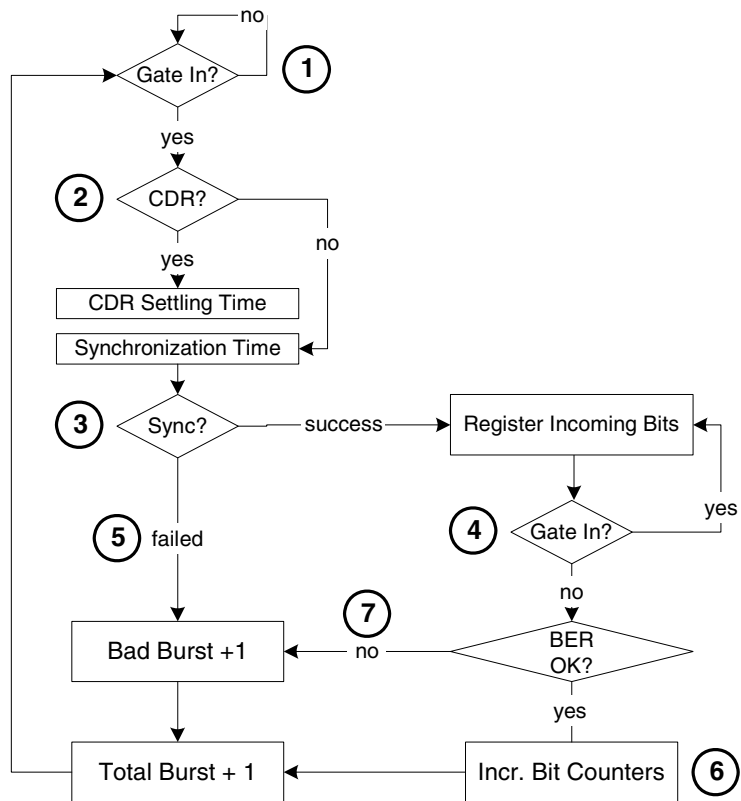 no
Gate In?
1
yes
2
CDR?
no
yes
CDR Settling Time
Synchronization Time
3
Sync?
success
Register Incoming Bits
yes
4
Gate In?
5
failed
no
7
BER
OK?
no
Bad Burst +1
yes
Total Burst + 1
Incr. Bit Counters
6